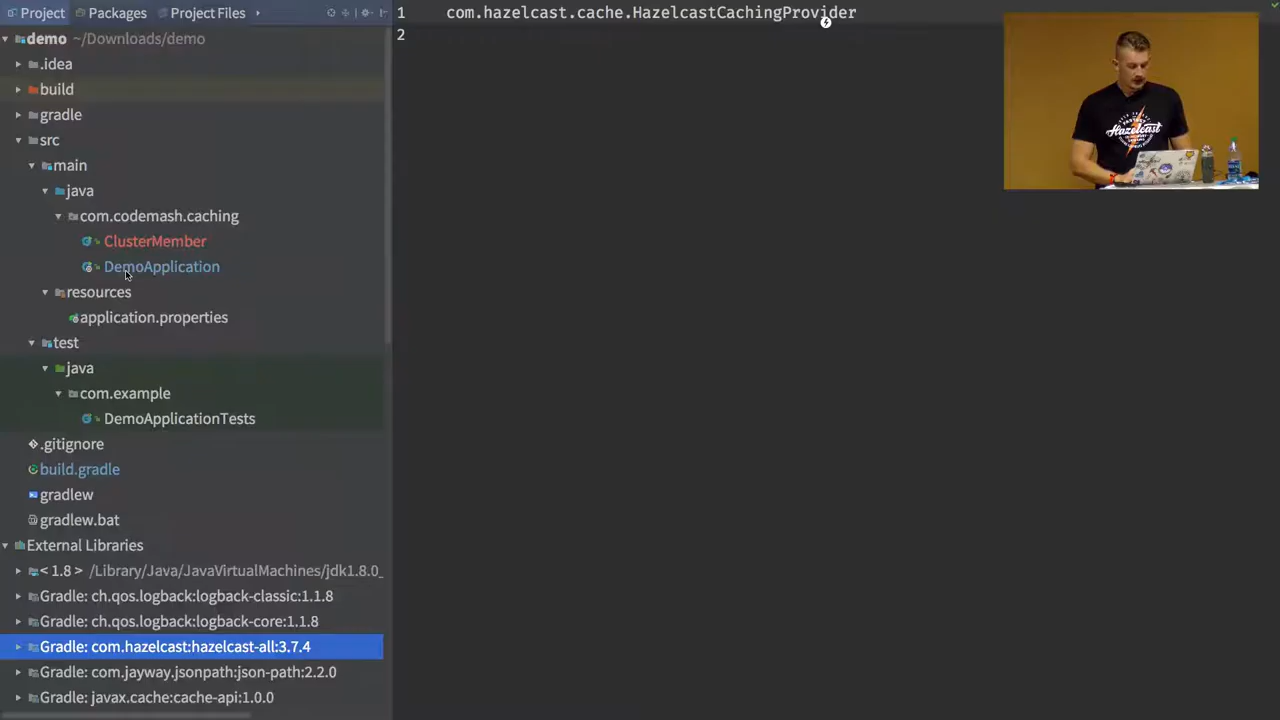 Project Packages Project Files
demo ~/Downloads/demo
.idea
build
gradle
src
main
java
com.codemash.caching
ClusterMember
DemoApplication
resources
application.properties
test
java
com.example
DemoApplicationTests
.gitignore
build.gradle
gradlew
gradlew.bat
External Libraries
< 1.8 > /Library/Java/JavaVirtualMachines/jdk1.8.0_
Gradle: ch.qos.logback:logback-classic:1.1.8
Gradle: ch.qos.logback:logback-core:1.1.8
Gradle: com.hazelcast:hazelcast-all:3.7.4
Gradle: com.jayway.jsonpath:json-path:2.2.0
Gradle: javax.cache:cache-api:1.0.0
1 com.hazelcast.cache.HazelcastCachingProvider
2
Hazelcast